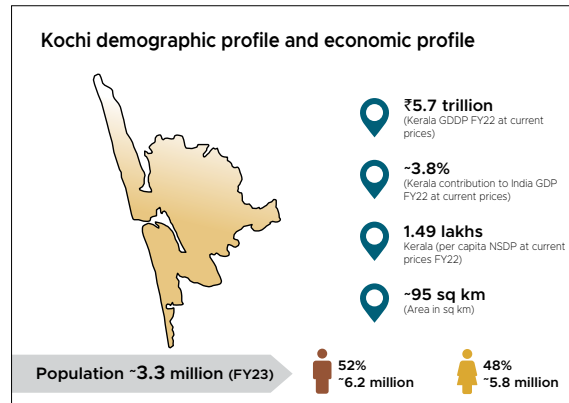 Kochi demographic profile and economic profile
₹5.7 trillion
(Kerala GDDP FY22 at current
prices)
~3.8%
(Kerala contribution to India GDP
FY22 at current prices)
1.49 lakhs
Kerala (per capita NSDP at current
prices FY22)
~95 sq km
(Area in sq km)
Population ~3.3 million (FY23)
52%
~6.2 million
48%
~5.8 million